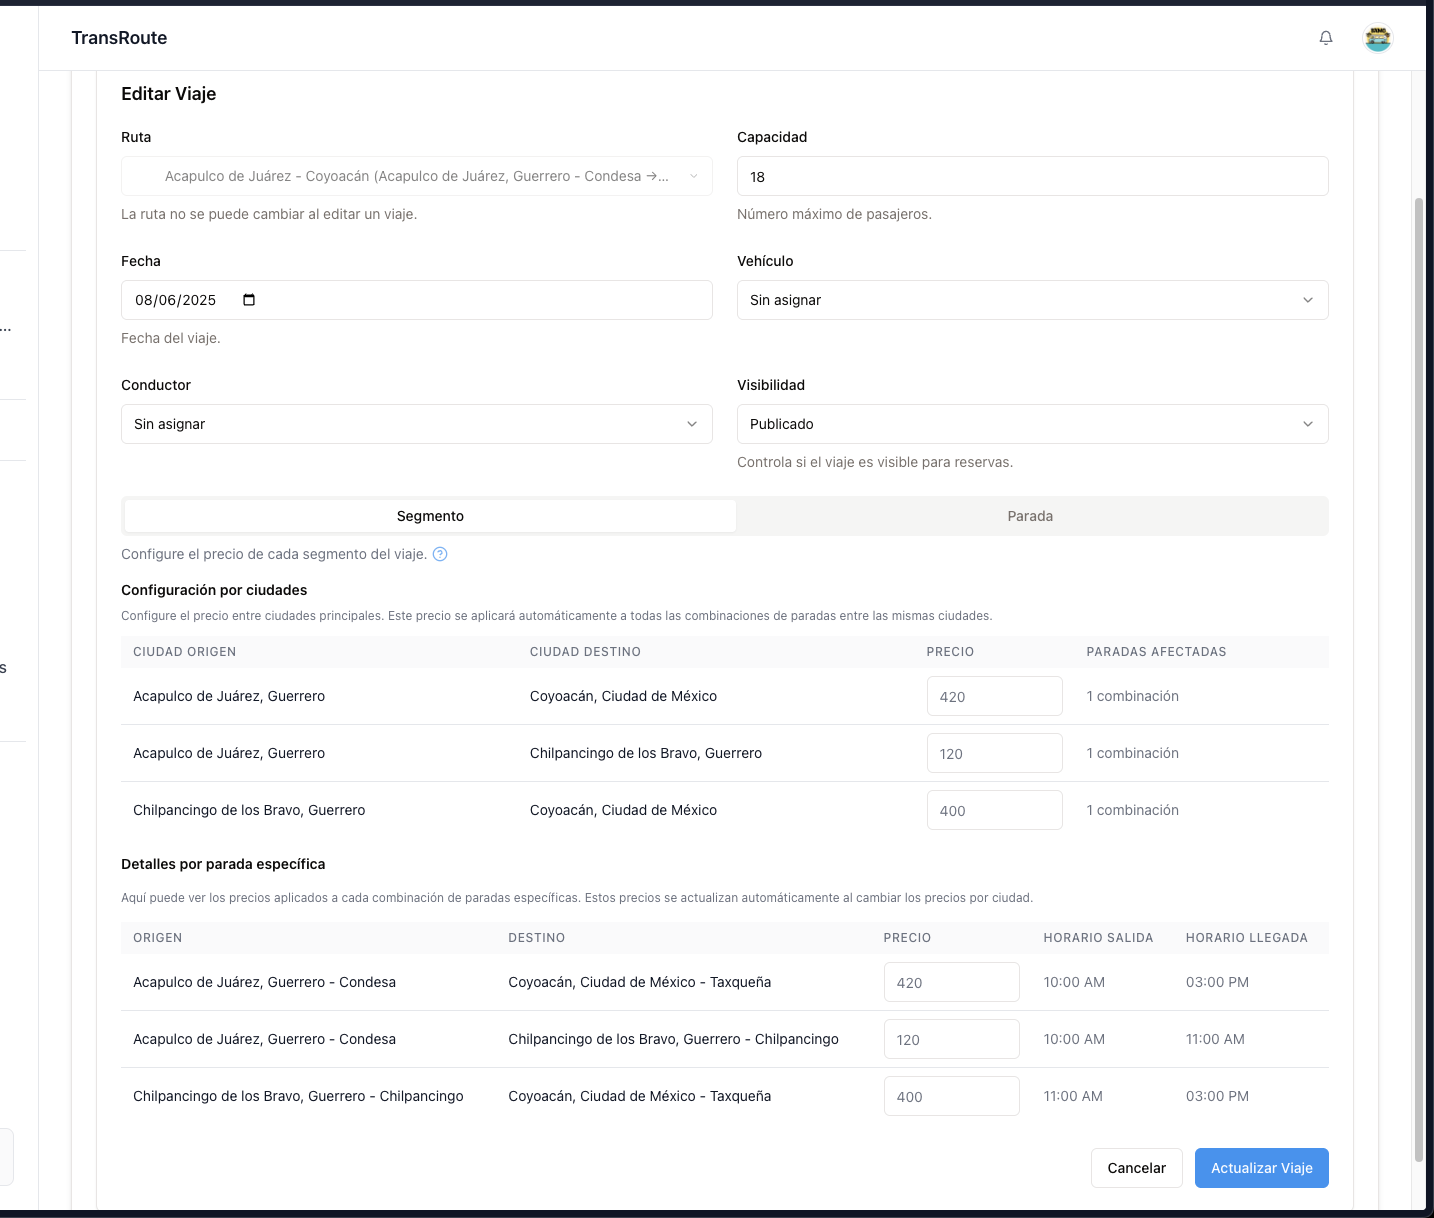 TransRoute
Editar Viaje
Ruta
Capacidad
Acapulco de Juárez - Coyoacán (Acapulco de Juárez, Guerrero - Condesa →...
18
La ruta no se puede cambiar al editar un viaje.
Número máximo de pasajeros.
Fecha
Vehículo
08/06/2025
Sin asignar
Fecha del viaje.
...
Conductor
Visibilidad
Sin asignar
Publicado
Controla si el viaje es visible para reservas.
Segmento
Parada
Configure el precio de cada segmento del viaje. ?
Configuración por ciudades
Configure el precio entre ciudades principales. Este precio se aplicará automáticamente a todas las combinaciones de paradas entre las mismas ciudades.
CIUDAD ORIGEN CIUDAD DESTINO PRECIO PARADAS AFECTADAS
s
Acapulco de Juárez, Guerrero Coyoacán, Ciudad de México 420 1 combinación
Acapulco de Juárez, Guerrero Chilpancingo de los Bravo, Guerrero 120 1 combinación
Chilpancingo de los Bravo, Guerrero Coyoacán, Ciudad de México 400 1 combinación
Detalles por parada específica
Aquí puede ver los precios aplicados a cada combinación de paradas específicas. Estos precios se actualizan automáticamente al cambiar los precios por ciudad.
ORIGEN DESTINO PRECIO HORARIO SALIDA HORARIO LLEGADA
Acapulco de Juárez, Guerrero - Condesa Coyoacán, Ciudad de México - Taxqueña 420 10:00 AM 03:00 PM
Acapulco de Juárez, Guerrero - Condesa Chilpancingo de los Bravo, Guerrero - Chilpancingo 120 10:00 AM 11:00 AM
Chilpancingo de los Bravo, Guerrero - Chilpancingo Coyoacán, Ciudad de México - Taxqueña 400 11:00 AM 03:00 PM
Cancelar
Actualizar Viaje